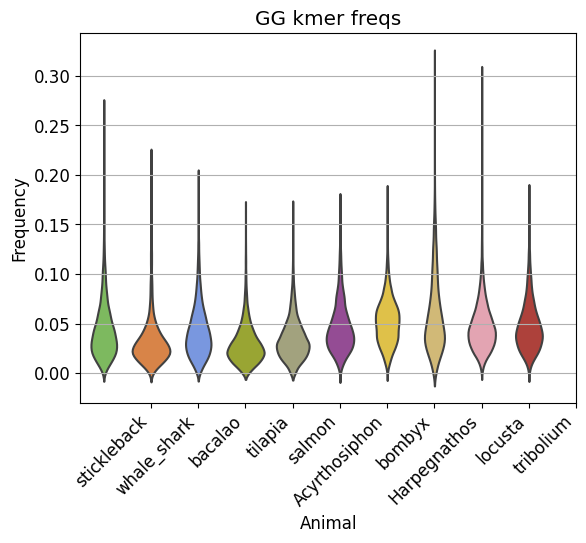 GG kmer freqs
Frequency
0.30
0.25
0.20
0.15
0.10
0.05
0.00
stickleback
whale_shark
bacalao
tilapia
salmon
Acyrthosiphon
bombyx
Harpegnathos
locusta
tribolium
Animal